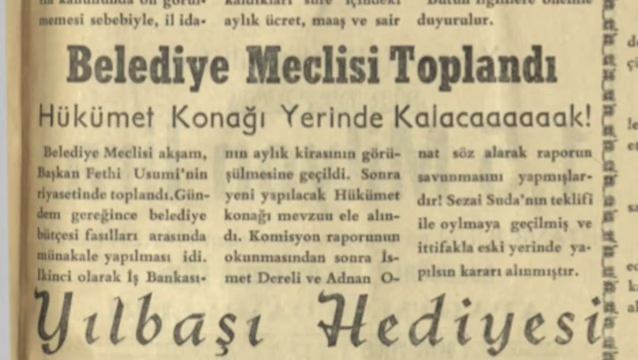 memesi sebebiyle, il ida-
aylık ücret, maaş ve sair
duyurulur.
Belediye Meclisi Toplandı
Hükümet Konağı Yerinde Kalacaaaaaak!
Belediye Meclisi akşam,
Başkan Fethi Usumi'nin
riyasetinde toplandı.Gün-
dem gereğince belediye
bütçesi fasılları arasında
münakale yapılması idi.
İkinci olarak İş Bankası-
nın aylık kirasının görü-
şülmesine geçildi. Sonra
yeni yapılacak Hükümet
konağı mevzuu ele alın-
dı. Komisyon raporunun
okunmasından sonra İs-
met Dereli ve Adnan O-
nat söz alarak raporun
savunmasını yapmışlar-
dır! Sezai Suda'nın teklifi
ile oylmaya geçilmiş ve
ittifakla eski yerinde ya-
pılsın kararı alınmıştır.
Yılbaşı Hediyesi